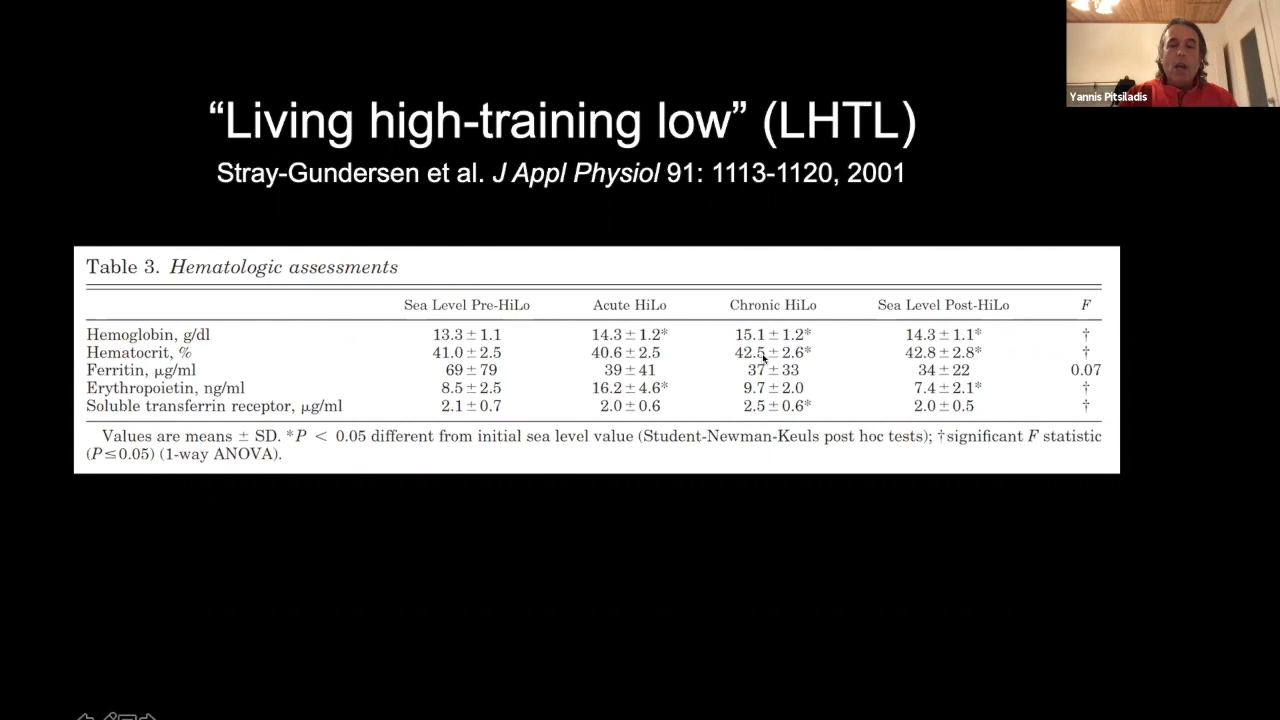 Yannis Pitsiladis
“Living high-training low” (LHTL)
Stray-Gundersen et al. J Appl Physiol 91: 1113-1120, 2001
Table 3. Hematologic assessments
Sea Level Pre-HiLo Acute HiLo Chronic HiLo Sea Level Post-HiLo F
Hemoglobin, g/dl 13.3 ± 1.1 14.3 ± 1.2* 15.1 ± 1.2* 14.3 ± 1.1* †
Hematocrit, % 41.0 ± 2.5 40.6 ± 2.5 42.5 ± 2.6* 42.8 ± 2.8* †
Ferritin, μg/ml 69 ± 79 39 ± 41 37 ± 33 34 ± 22 0.07
Erythropoietin, ng/ml 8.5 ± 2.5 16.2 ± 4.6* 9.7 ± 2.0 7.4 ± 2.1* †
Soluble transferrin receptor, μg/ml 2.1 ± 0.7 2.0 ± 0.6 2.5 ± 0.6* 2.0 ± 0.5 †
Values are means ± SD. *P < 0.05 different from initial sea level value (Student-Newman-Keuls post hoc tests); †significant F statistic
(P ≤ 0.05) (1-way ANOVA).